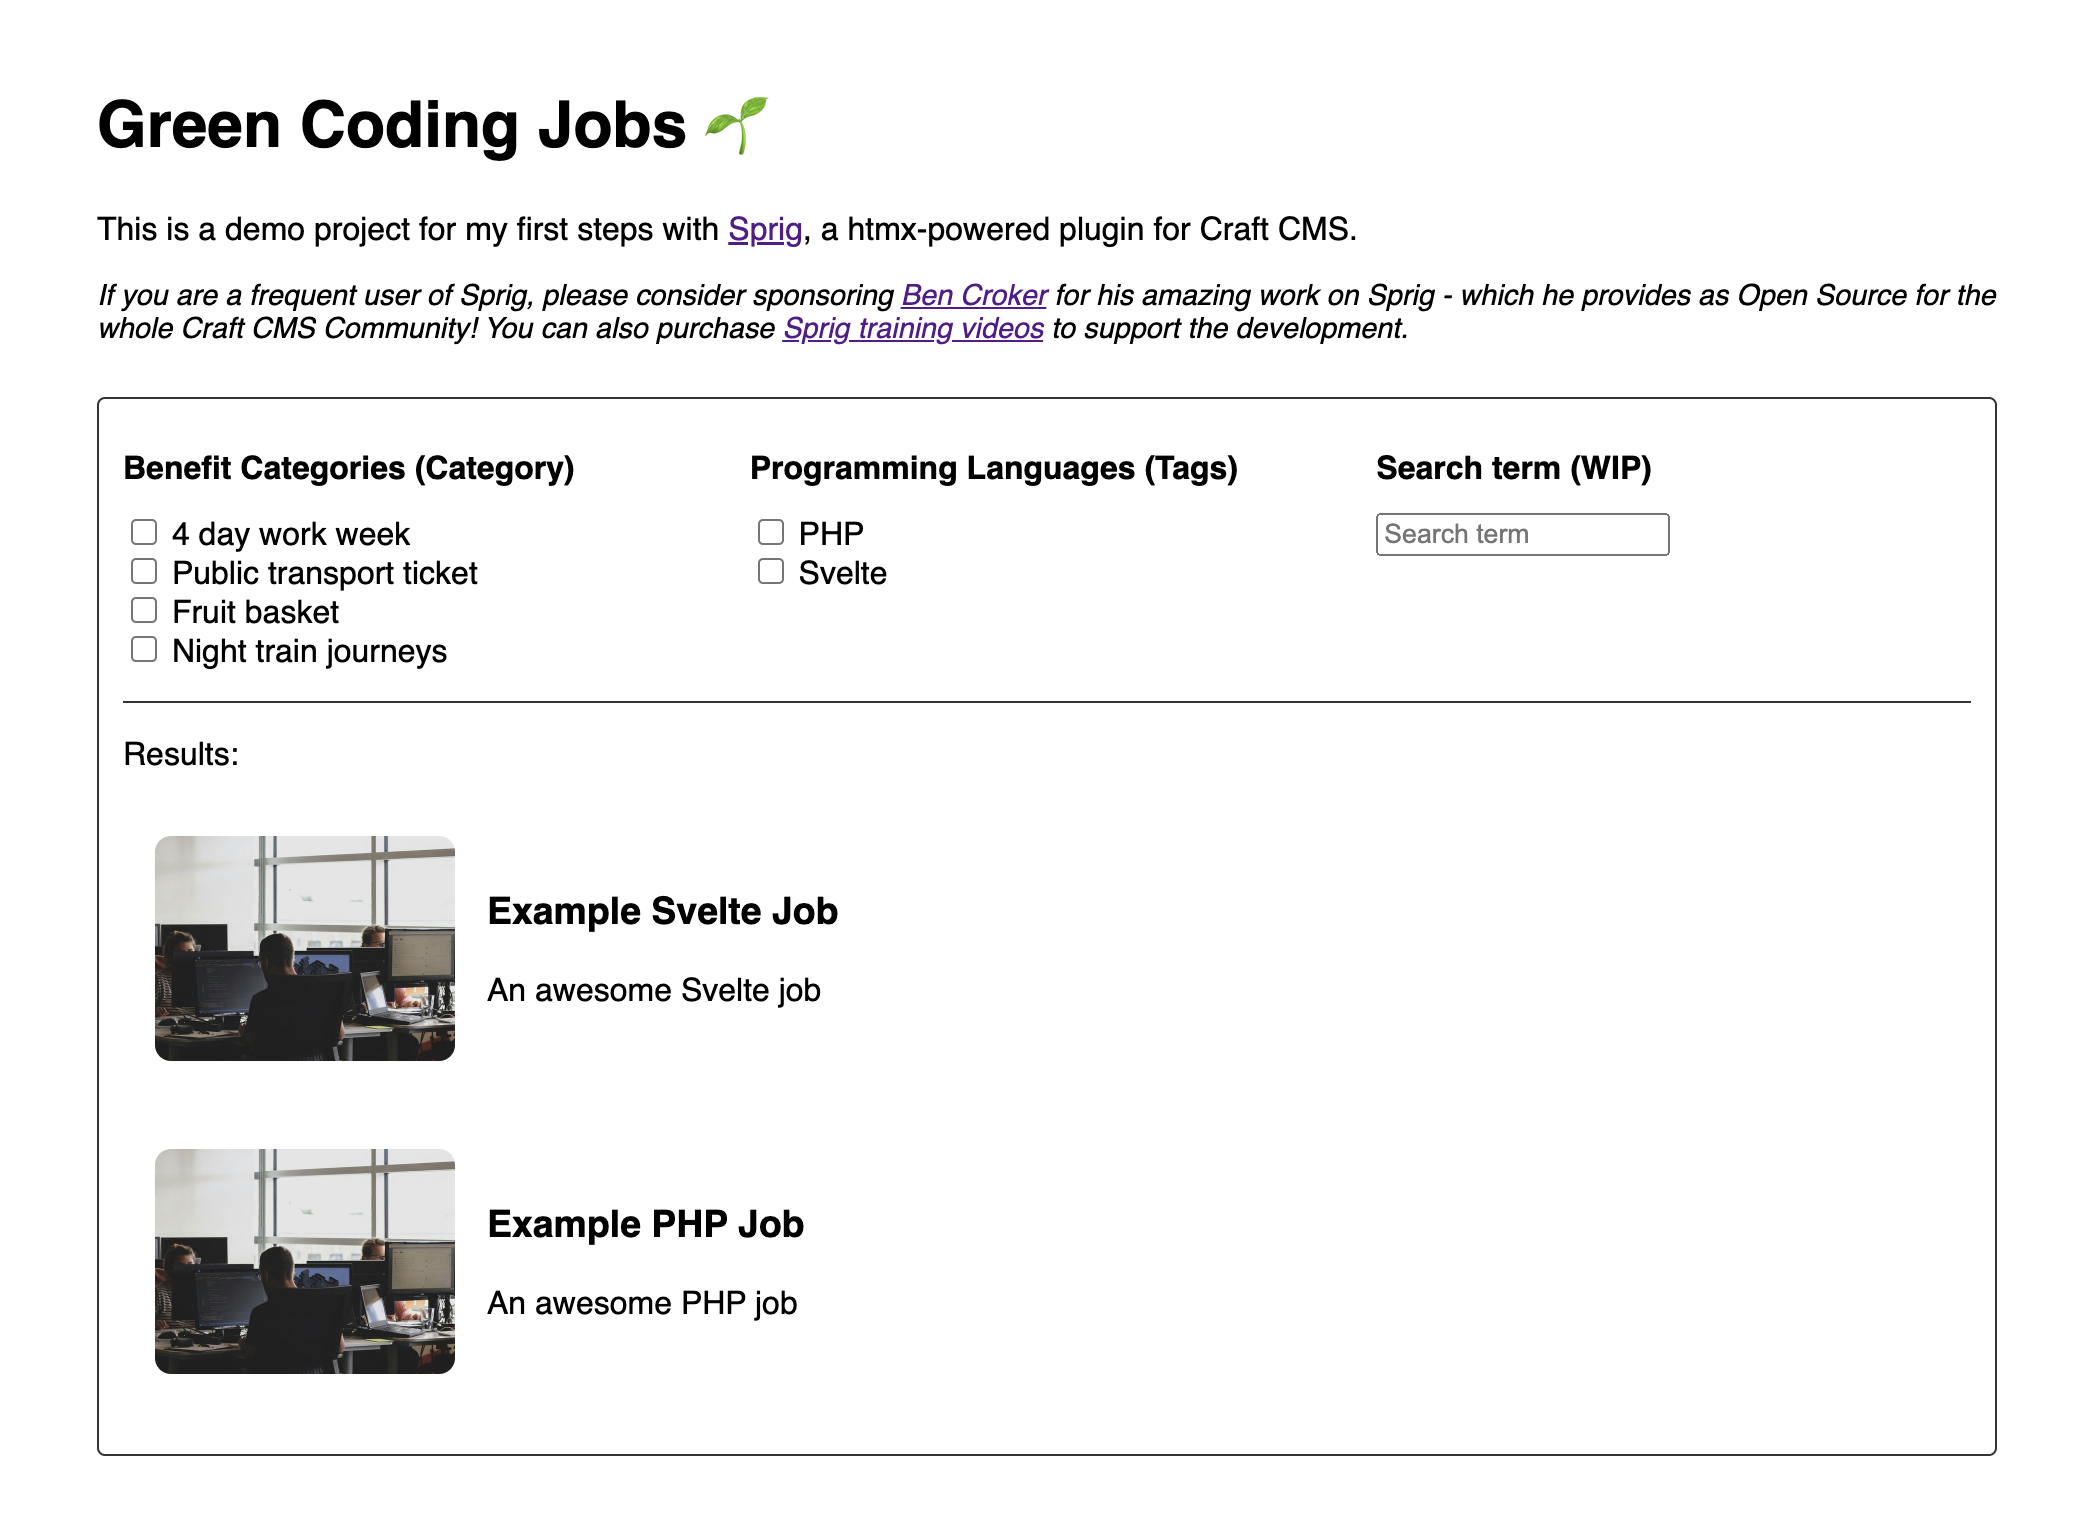 Green Coding Jobs 🌱
This is a demo project for my first steps with Sprig, a htmx-powered plugin for Craft CMS.
If you are a frequent user of Sprig, please consider sponsoring Ben Croker for his amazing work on Sprig - which he provides as Open Source for the
whole Craft CMS Community! You can also purchase Sprig training videos to support the development.
Benefit Categories (Category)
4 day work week
Public transport ticket
Fruit basket
Night train journeys
Programming Languages (Tags)
PHP
Svelte
Search term (WIP)
Search term
Results:
Example Svelte Job
An awesome Svelte job
Example PHP Job
An awesome PHP job